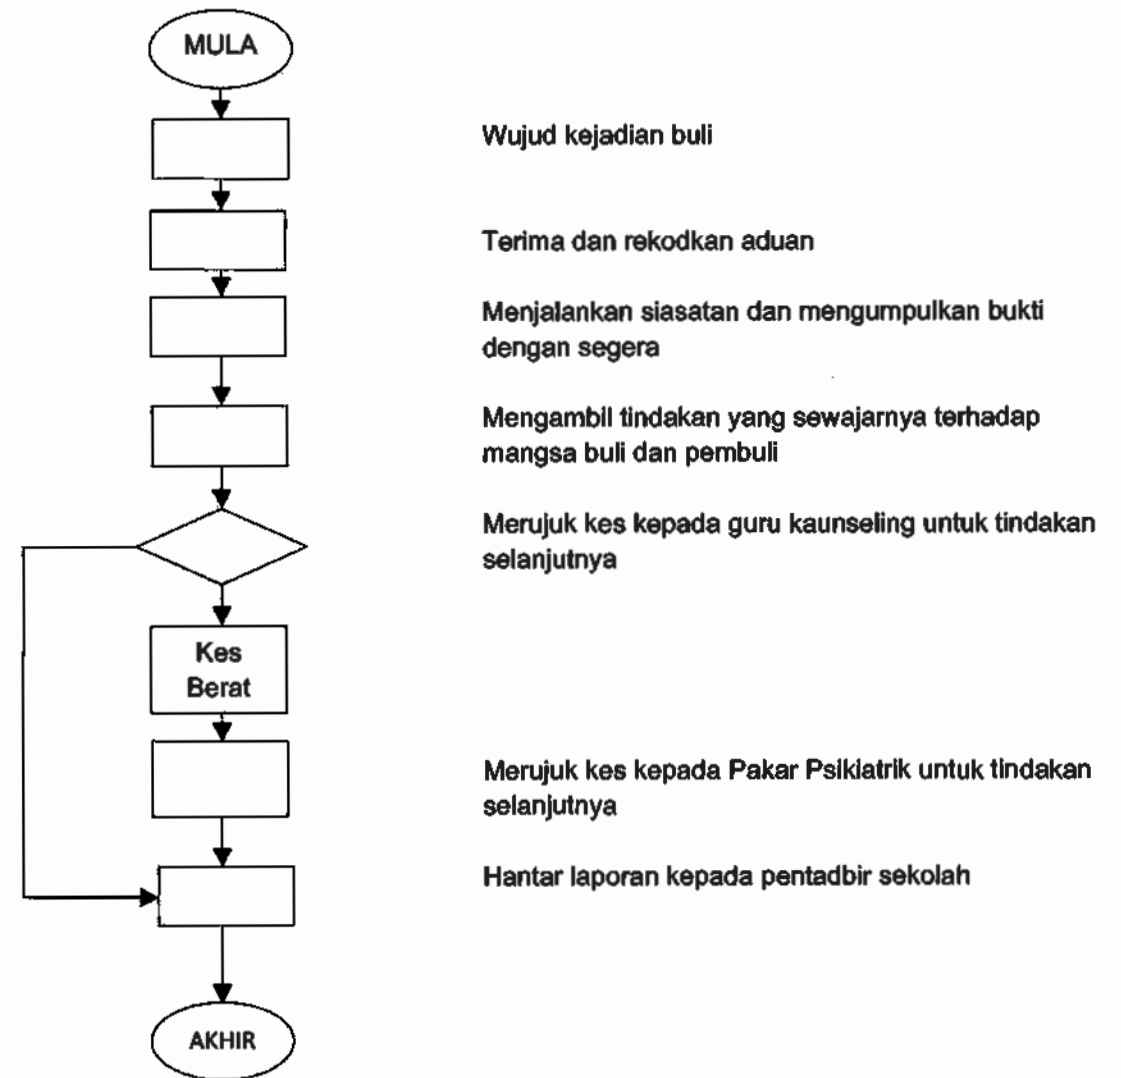 MULA
Wujud kejadian buli
Terima dan rekodkan aduan
Menjalankan siasatan dan mengumpulkan bukti
dengan segera
Mengambil tindakan yang sewajarnya terhadap
mangsa buli dan pembuli
Merujuk kes kepada guru kaunseling untuk tindakan
selanjutnya
Kes
Berat
Merujuk kes kepada Pakar Psikiatrik untuk tindakan
selanjutnya
Hantar laporan kepada pentadbir sekolah
AKHIR